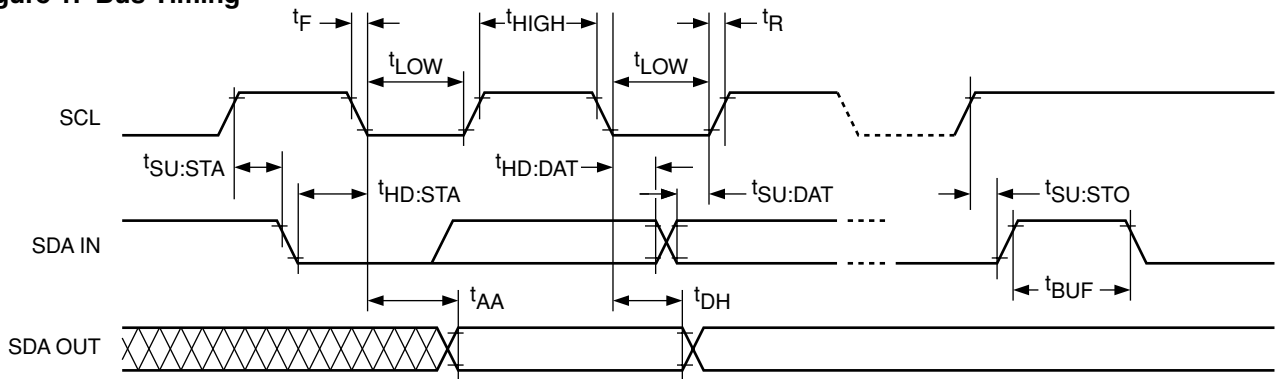 Figure 1. Bus Timing
tF tHIGH tR
tLOW tLOW
SCL
tSU:STA tHD:DAT
tHD:STA tSU:DAT tSU:STO
SDA IN
tAA tDH tBUF
SDA OUT